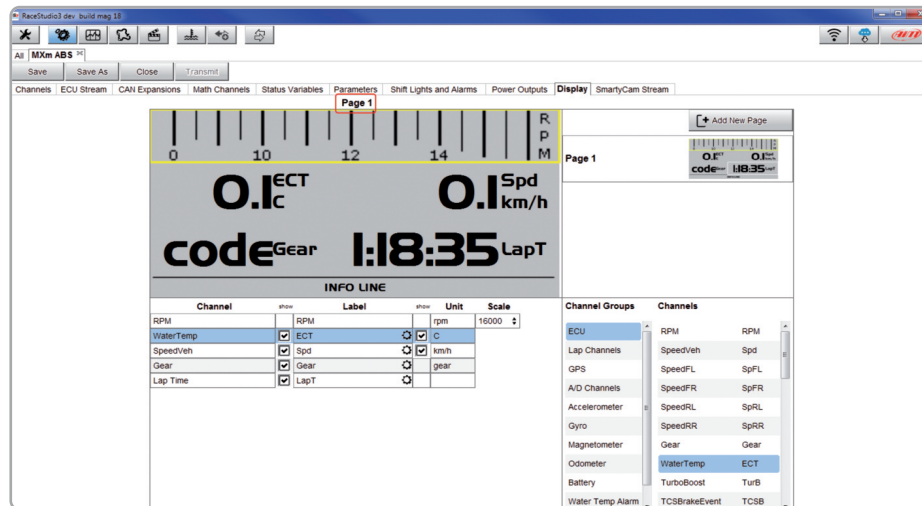 RaceStudio3 dev build mag 18
All MXm ABS
Save Save As Close Transmit
Channels ECU Stream CAN Expansions Math Channels Status Variables Parameters Shift Lights and Alarms Power Outputs Display SmartyCam Stream
Page 1
Add New Page
RPM
0 10 12 14
Page 1
0.1 ECT C 0.1 Spd km/h
code Gear 1:18:35 LapT
INFO LINE
Channel show Label show Unit Scale
RPM RPM rpm 16000
WaterTemp ECT C
SpeedVeh Spd km/h
Gear Gear gear
Lap Time LapT
Channel Groups Channels
ECU RPM RPM
Lap Channels SpeedVeh Spd
GPS SpeedFL SpFL
A/D Channels SpeedFR SpFR
Accelerometer SpeedRL SpRL
Gyro SpeedRR SpRR
Magnetometer Gear Gear
Odometer WaterTemp ECT
Battery TurboBoost TurB
Water Temp Alarm TCSBrakeEvent TCSB